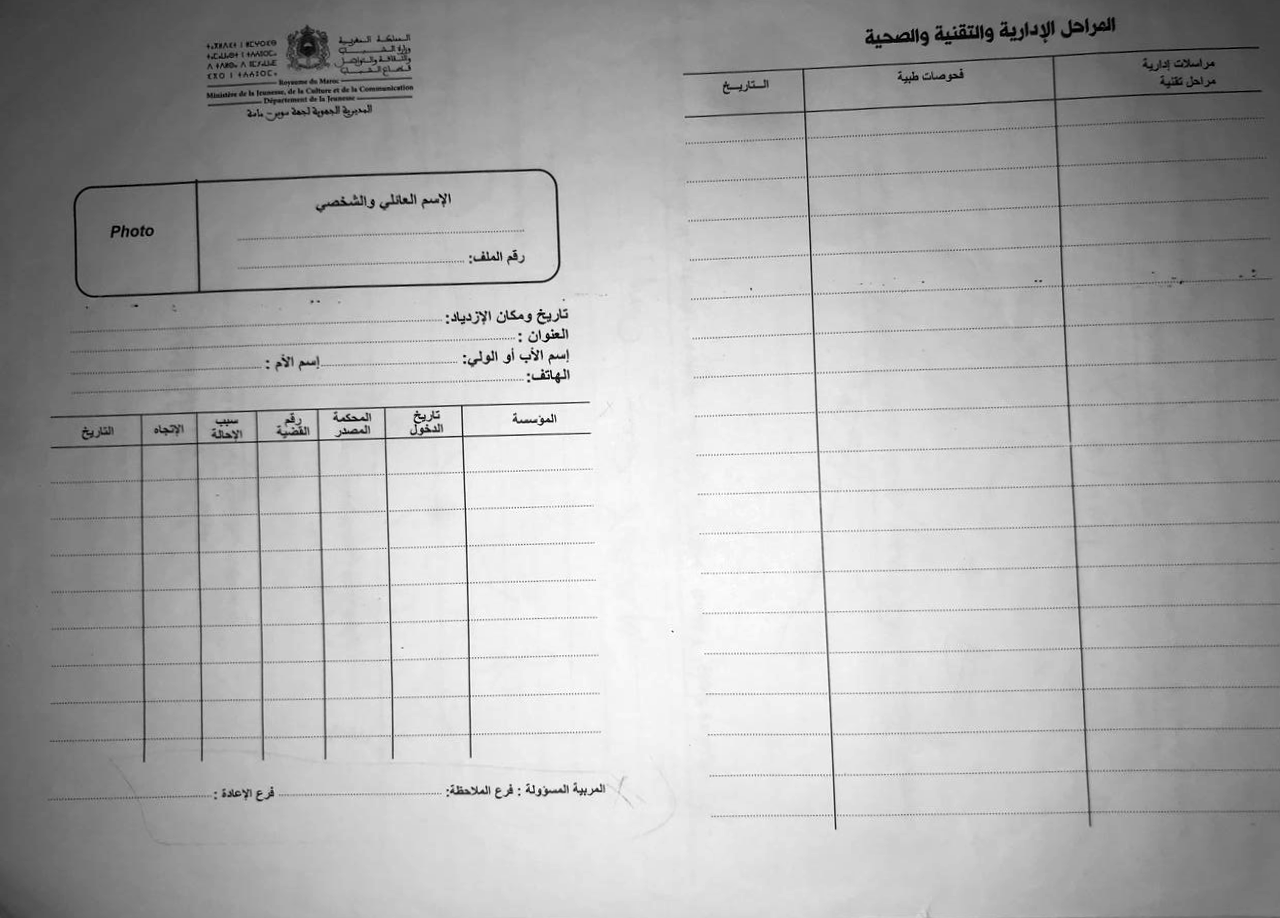 المملكة المغربية
وزارة الشباب
والثقافة والتواصل
قطاع الشباب
Royaume du Maroc
Ministère de la Jeunesse, de la Culture et de la Communication
Département de la Jeunesse
المديرية الجهوية لجهة سوس - ماسة
Photo
الإسم العائلي والشخصي
رقم الملف:
تاريخ ومكان الإزدياد:
العنوان :
إسم الأب أو الولي: إسم الأم :
الهاتف:
المؤسسة تاريخ الدخول المحكمة المصدر رقم القضية سبب الإحالة الإتجاه التاريخ
المربية المسؤولة : فرع الملاحظة: فرع الإعادة :
المراحل الإدارية والتقنية والصحية
مراسلات إدارية
مراحل تقنية
فحوصات طبية
الـتـاريـــخ